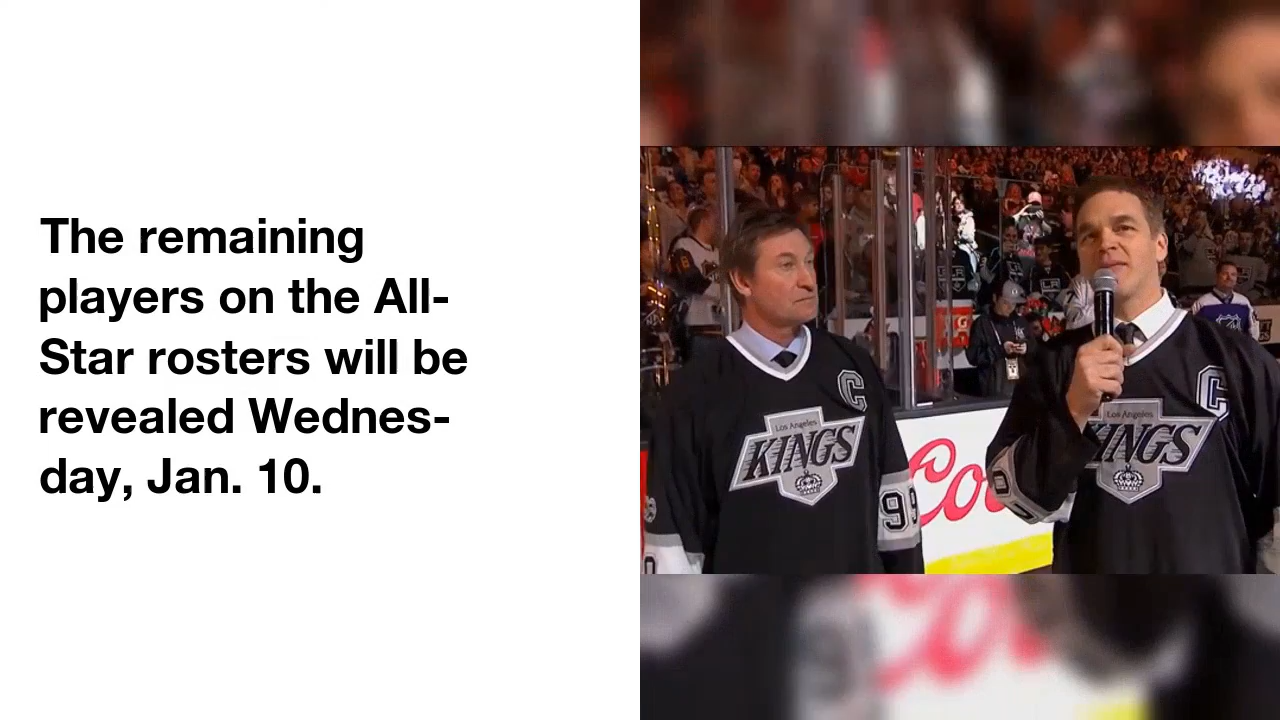 The remaining
players on the All-
Star rosters will be
revealed Wednes-
day, Jan. 10.
C
Los Angeles
KINGS
99
C
Los Angeles
KINGS